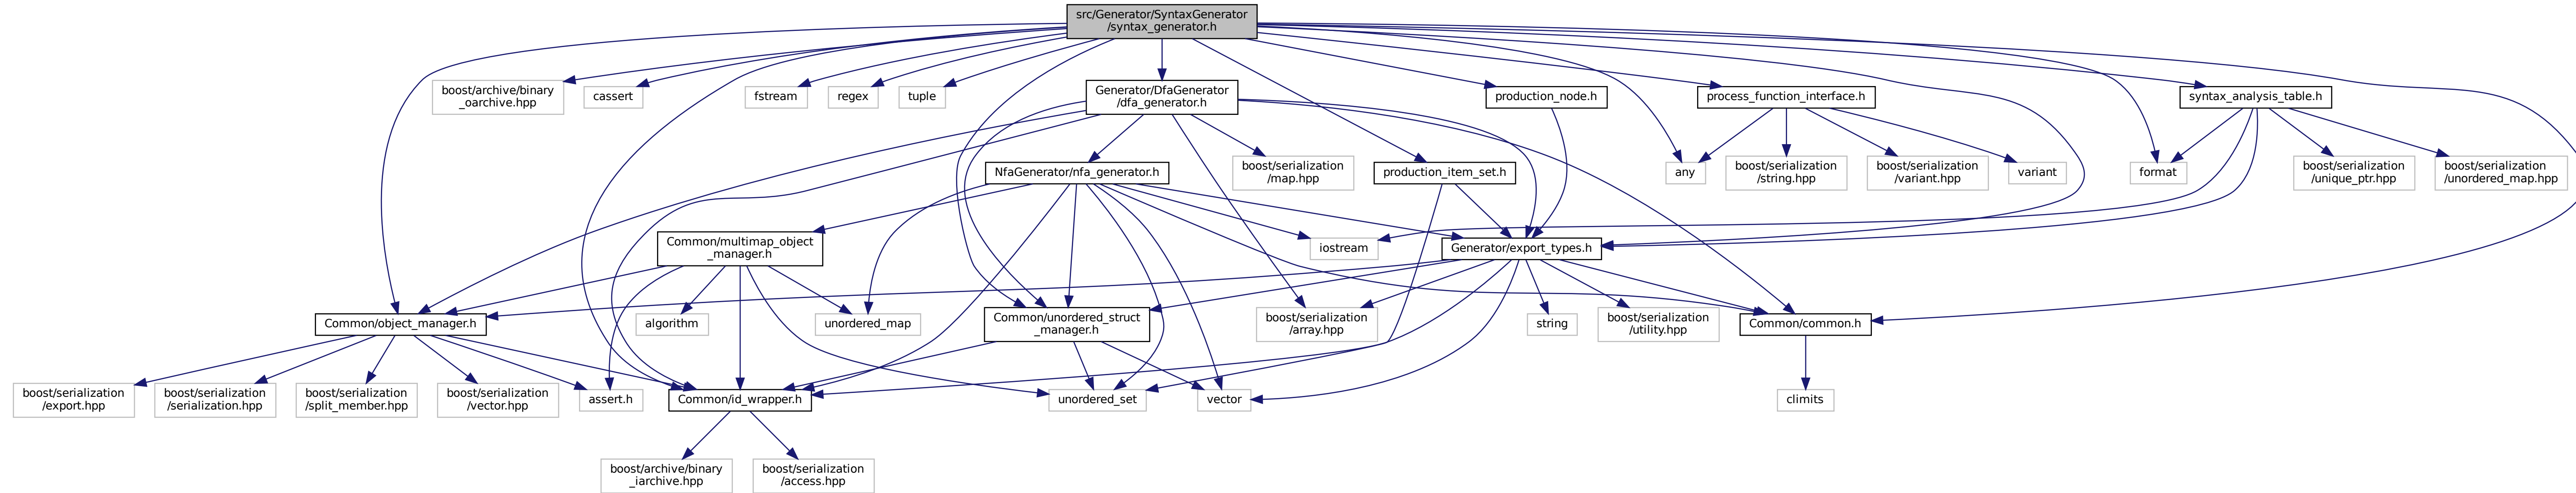 src/Generator/SyntaxGenerator
/syntax_generator.h
boost/archive/binary
_oarchive.hpp
cassert
fstream
regex
tuple
Generator/DfaGenerator
/dfa_generator.h
production_node.h
process_function_interface.h
syntax_analysis_table.h
NfaGenerator/nfa_generator.h
boost/serialization
/map.hpp
production_item_set.h
any
boost/serialization
/string.hpp
boost/serialization
/variant.hpp
variant
format
boost/serialization
/unique_ptr.hpp
boost/serialization
/unordered_map.hpp
Common/multimap_object
_manager.h
iostream
Generator/export_types.h
Common/object_manager.h
algorithm
unordered_map
Common/unordered_struct
_manager.h
boost/serialization
/array.hpp
string
boost/serialization
/utility.hpp
Common/common.h
boost/serialization
/export.hpp
boost/serialization
/serialization.hpp
boost/serialization
/split_member.hpp
boost/serialization
/vector.hpp
assert.h
Common/id_wrapper.h
unordered_set
vector
climits
boost/archive/binary
_iarchive.hpp
boost/serialization
/access.hpp